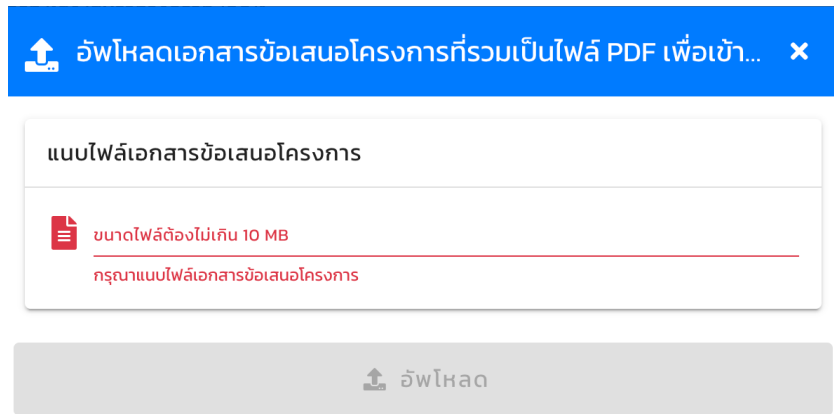 อัพโหลดเอกสารข้อเสนอโครงการที่รวมเป็นไฟล์ PDF เพื่อเข้า...
แนบไฟล์เอกสารข้อเสนอโครงการ
ขนาดไฟล์ต้องไม่เกิน 10 MB
กรุณาแนบไฟล์เอกสารข้อเสนอโครงการ
อัพโหลด